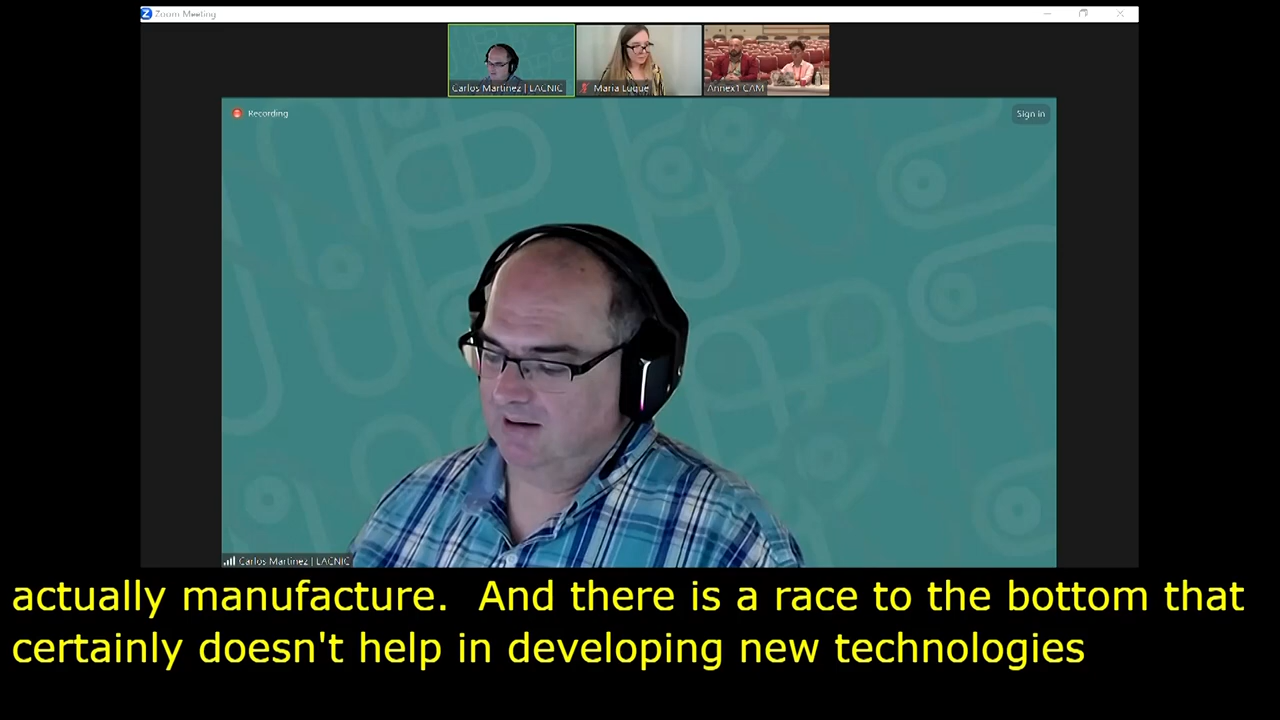 Zoom Meeting
Carlos Martinez | LACNIC
Maria Luque
Annex1 CAM
Recording
Sign in
Carlos Martinez | LACNIC
actually manufacture.  And there is a race to the bottom that
certainly doesn't help in developing new technologies